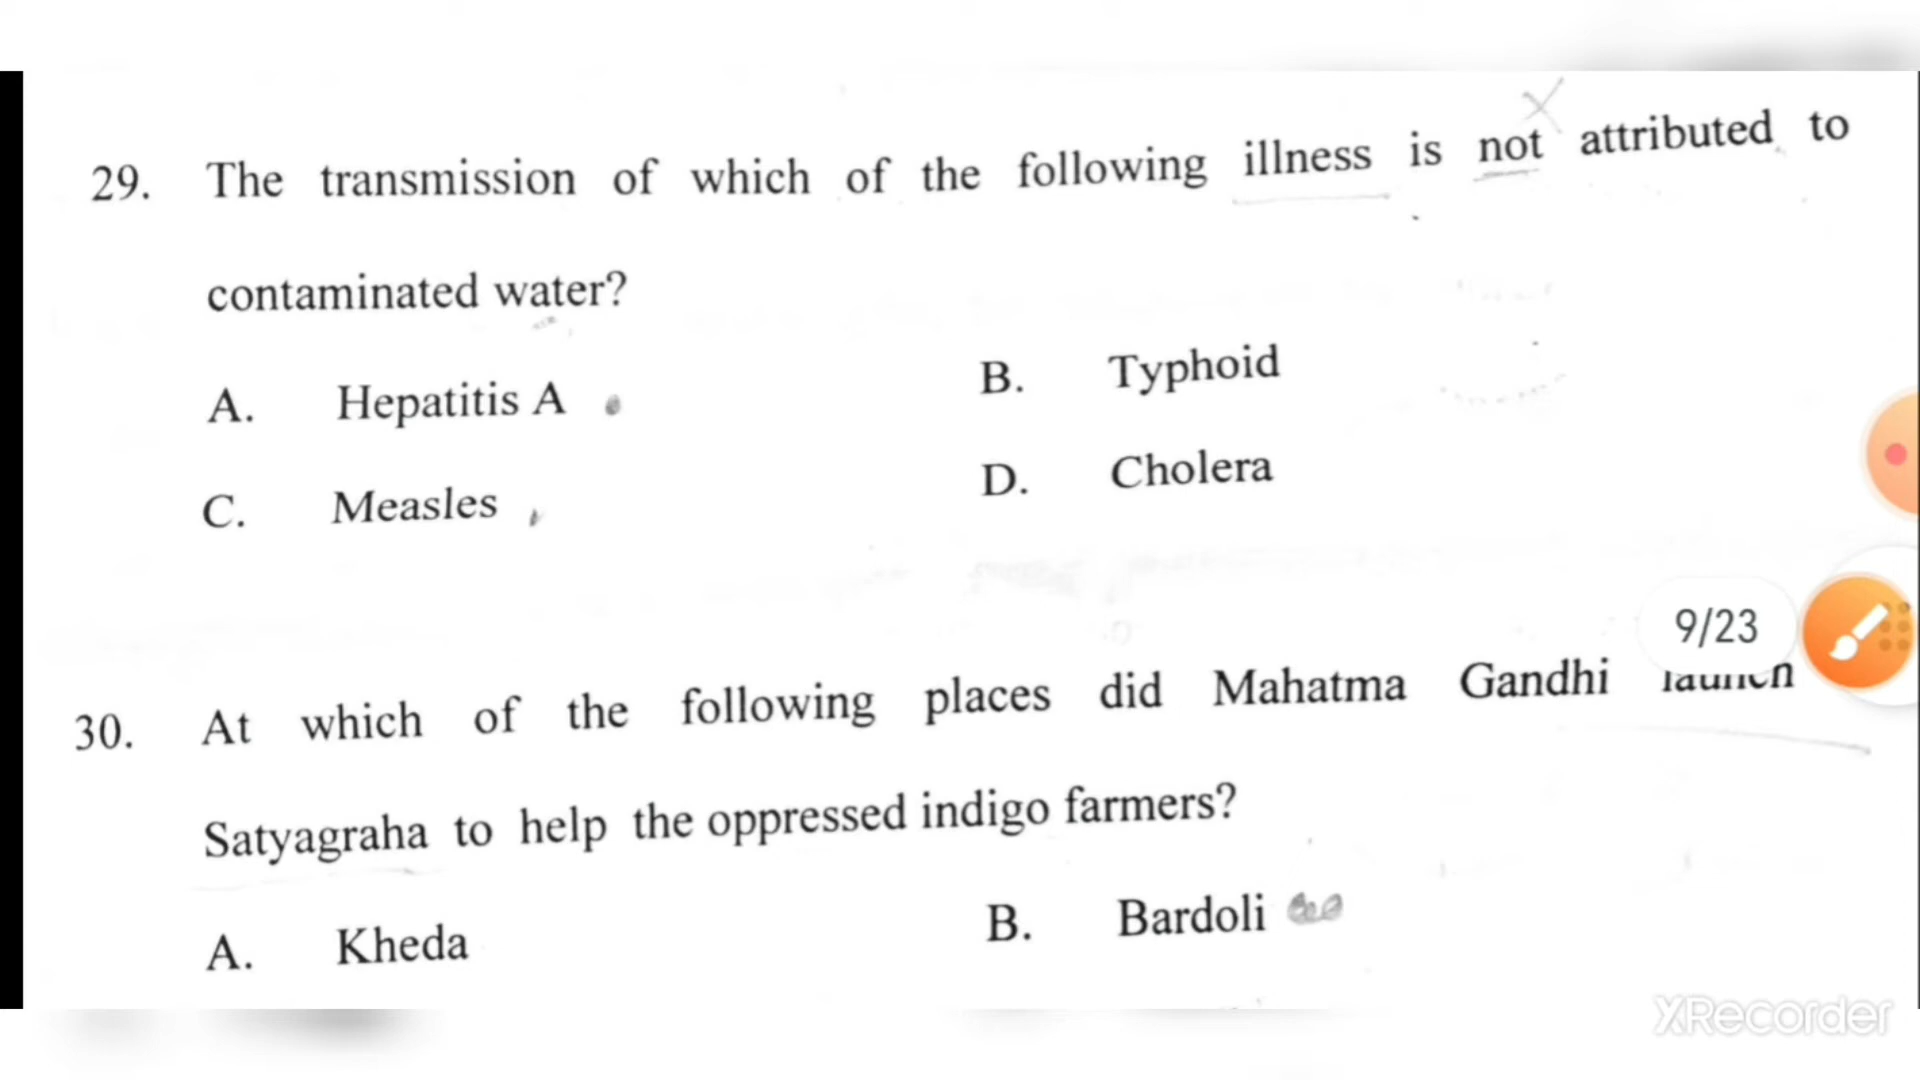 29. The transmission of which of the following illness is not attributed to
contaminated water?
A. Hepatitis A B. Typhoid
C. Measles D. Cholera
9/23
30. At which of the following places did Mahatma Gandhi launch
Satyagraha to help the oppressed indigo farmers?
A. Kheda B. Bardoli
XRecorder